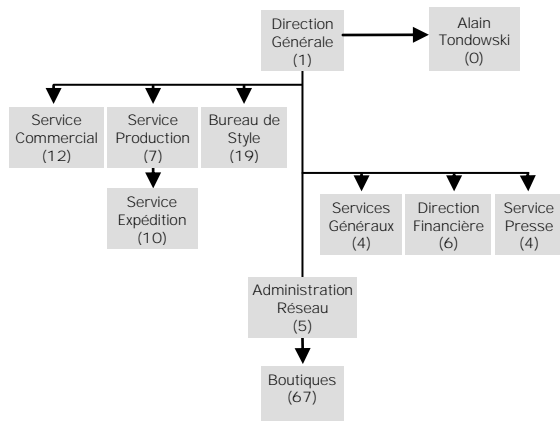 Direction
Générale
(1)
Alain
Tondowski
(0)
Service
Commercial
(12)
Service
Production
(7)
Bureau de
Style
(19)
Service
Expédition
(10)
Services
Généraux
(4)
Direction
Financière
(6)
Service
Presse
(4)
Administration
Réseau
(5)
Boutiques
(67)